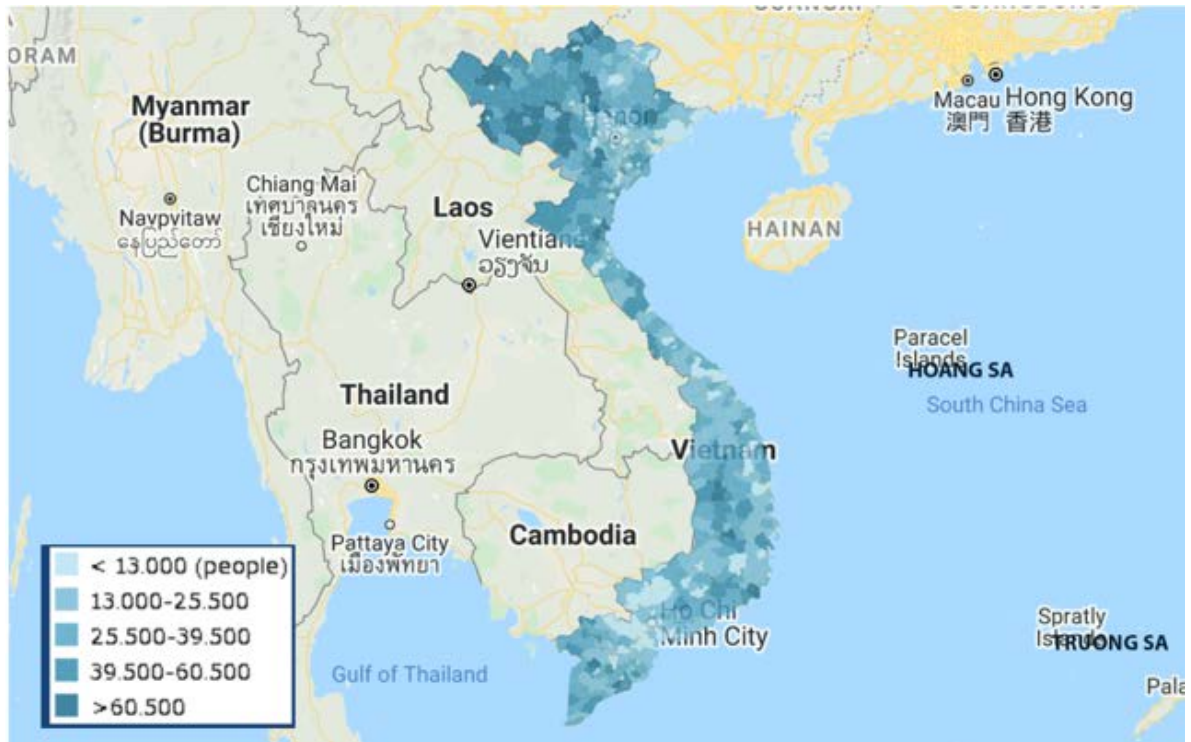 GUANGXI
GUANGDONG
ORAM
Myanmar
(Burma)
Hanoi
Macau
澳門
Hong Kong
香港
Chiang Mai
เทศบาลนคร
เชียงใหม่
Laos
HAINAN
Naypyitaw
နေပြည်တော်
Vientiane
ວຽງຈັນ
Paracel
Islands
HOANG SA
South China Sea
Thailand
Bangkok
กรุงเทพมหานคร
Vietnam
Cambodia
Pattaya City
เมืองพัทยา
Ho Chi
Minh City
Spratly
Islands
TRUONG SA
Gulf of Thailand
Pala
< 13.000 (people)
13.000-25.500
25.500-39.500
39.500-60.500
>60.500